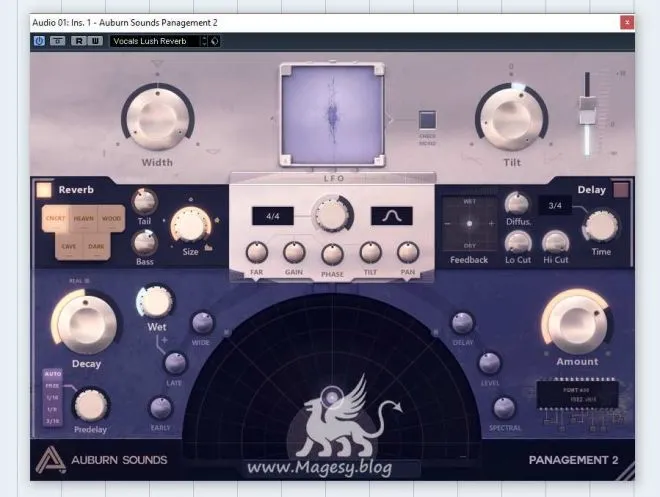 Audio 01: Ins. 1 - Auburn Sounds Panagement 2
R W Vocals Lush Reverb
Width
Tilt
LFO
Reverb
Delay
CNCRT HEAVN WOOD
CAVE DARK
Tail
Bass
Size
4/4
FAR GAIN PHASE TILT PAN
WET
DRY
Feedback
Diffus.
3/4
Lo Cut Hi Cut
Time
REAL
Decay
Wet
WIDE
LATE
EARLY
AUTO
FREE
1/16
1/8
3/16
Predelay
DELAY
LEVEL
SPECTRAL
Amount
www.Magesy.blog
AUBURN SOUNDS
PANAGEMENT 2